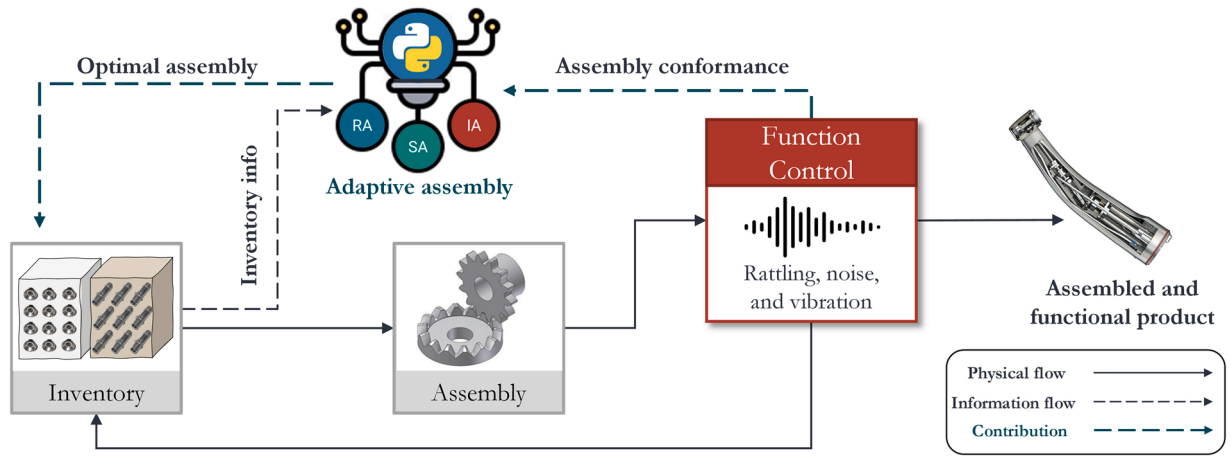 Optimal assembly
Assembly conformance
RA
SA
IA
Adaptive assembly
Inventory info
Function
Control
Rattling, noise,
and vibration
Assembled and
functional product
Inventory
Assembly
Physical flow
Information flow
Contribution